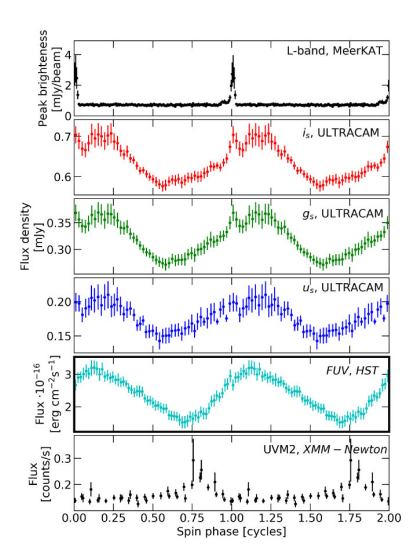 Peak brightness
[mJy/beam]
4
3
2
1
L-band, MeerKAT
0.7
0.6
i_s, ULTRACAM
Flux density
[mJy]
0.35
0.30
g_s, ULTRACAM
0.20
0.15
u_s, ULTRACAM
Flux ·10⁻¹⁶
[erg cm⁻²s⁻¹]
3
2
FUV, HST
Flux
[counts/s]
0.3
0.2
UVM2, XMM−Newton
0.00 0.25 0.50 0.75 1.00 1.25 1.50 1.75 2.00
Spin phase [cycles]